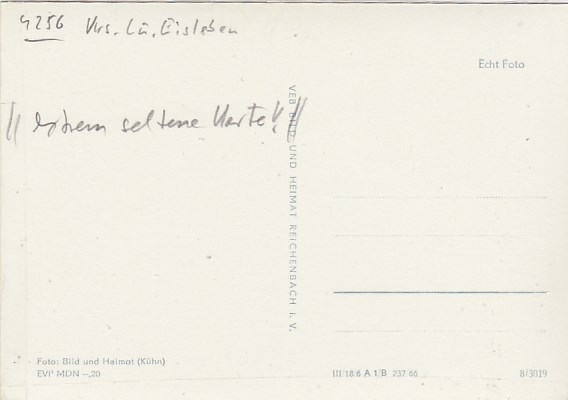 4256 Krs. Lu. Eisleben
Echt Foto
!! extrem seltene Karte!!
VEB BILD UND HEIMAT REICHENBACH I. V.
Foto: Bild und Heimat (Kühn)
EVP MDN –,20
III/18/6 A 1/B 237 66
8/3019